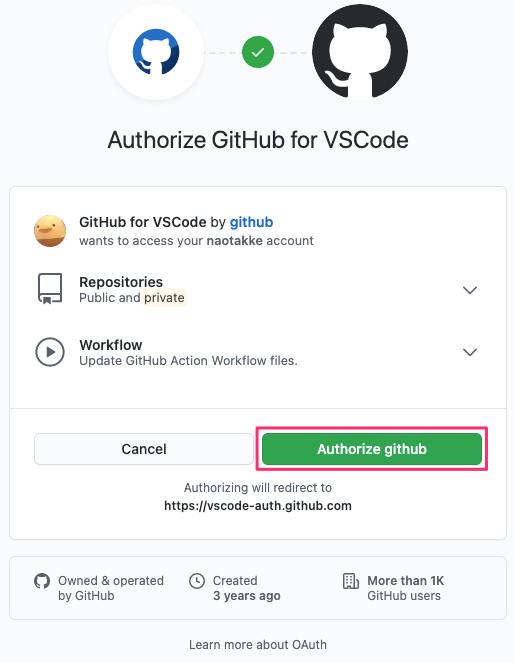 Authorize GitHub for VSCode
GitHub for VSCode by github
wants to access your naotakke account
Repositories
Public and private
Workflow
Update GitHub Action Workflow files.
Cancel
Authorize github
Authorizing will redirect to
https://vscode-auth.github.com
Owned & operated
by GitHub
Created
3 years ago
More than 1K
GitHub users
Learn more about OAuth